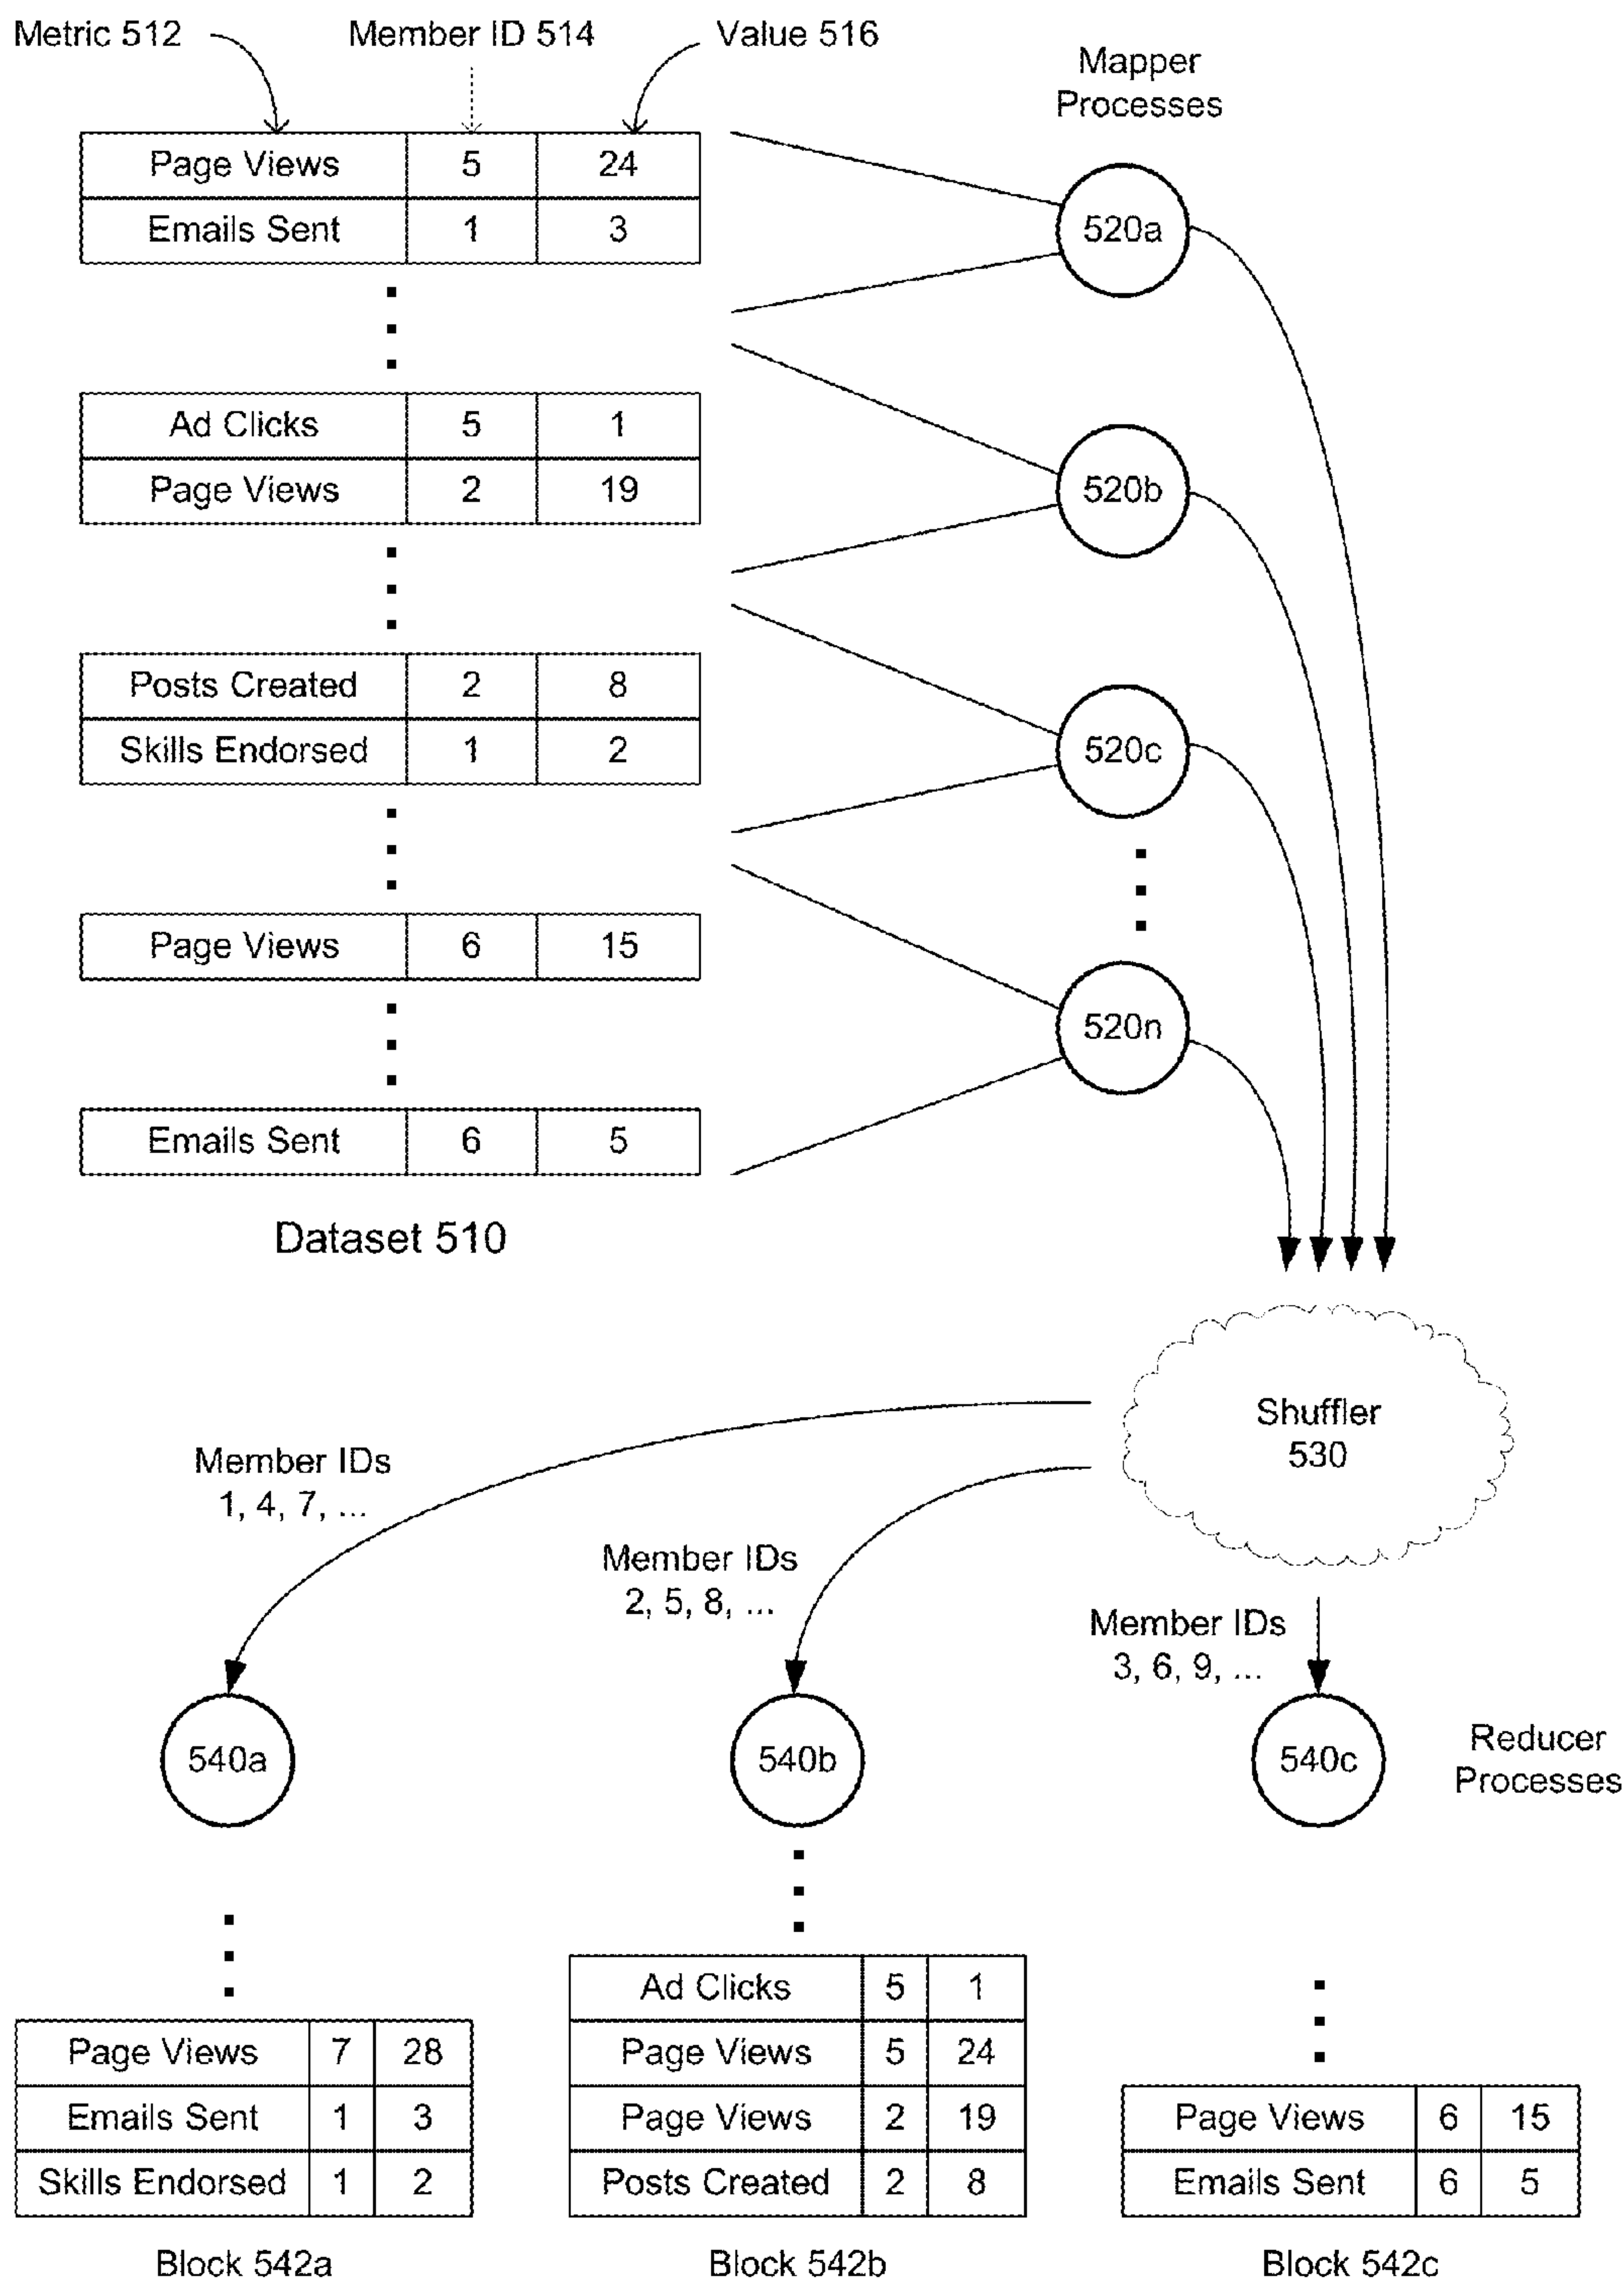 Metric 512 Member ID 514 Value 516
Mapper
Processes
Page Views 5 24
Emails Sent 1 3
520a
Ad Clicks 5 1
Page Views 2 19
520b
Posts Created 2 8
Skills Endorsed 1 2
520c
Page Views 6 15
520n
Emails Sent 6 5
Dataset 510
Shuffler
530
Member IDs
1, 4, 7, ...
Member IDs
2, 5, 8, ...
Member IDs
3, 6, 9, ...
540a
540b
540c
Reducer
Processes
Page Views 7 28
Emails Sent 1 3
Skills Endorsed 1 2
Block 542a
Ad Clicks 5 1
Page Views 5 24
Page Views 2 19
Posts Created 2 8
Block 542b
Page Views 6 15
Emails Sent 6 5
Block 542c